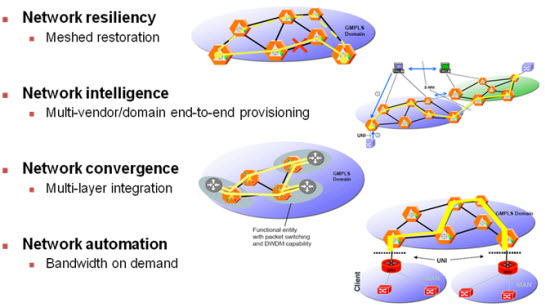 Network resiliency
Meshed restoration
GMPLS
Domain
Network intelligence
Multi-vendor/domain end-to-end provisioning
E-NNI
UNI
Network convergence
Multi-layer integration
GMPLS
Domain
Functional entity
with packet switching
and DWDM capability
Network automation
Bandwidth on demand
GMPLS Domain
UNI
Client
MAN
MAN